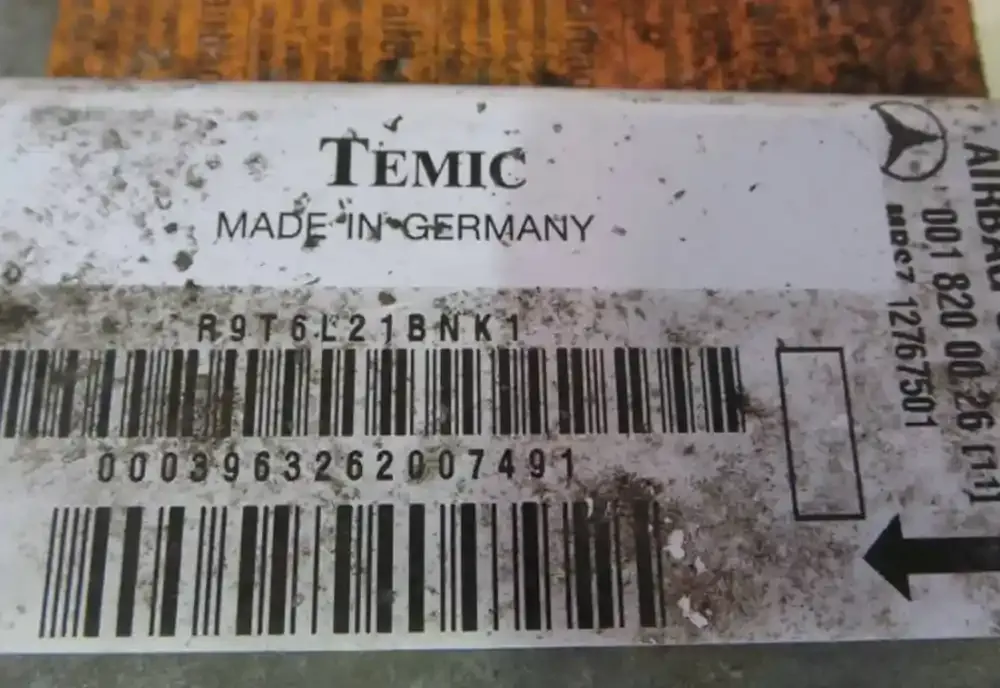 TEMIC
MADE IN GERMANY
R9T6L21BNK1
0003963262007491
AIRBAG
001 820 00 26 [11]
12767501